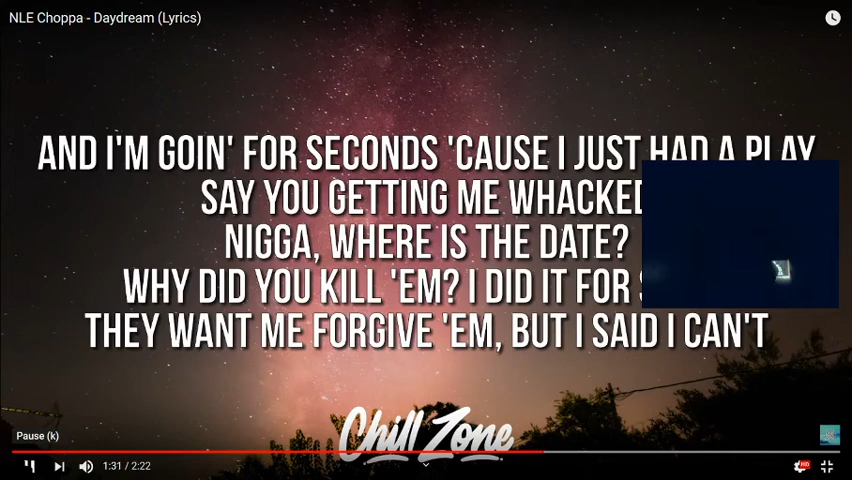 NLE Choppa - Daydream (Lyrics)
AND I'M GOIN' FOR SECONDS 'CAUSE I JUST HAD A PLAY
SAY YOU GETTING ME WHACKED
NIGGA, WHERE IS THE DATE?
WHY DID YOU KILL 'EM? I DID IT FOR
THEY WANT ME FORGIVE 'EM, BUT I SAID I CAN'T
Chill Zone
Pause (k)
1:31 / 2:22
HD